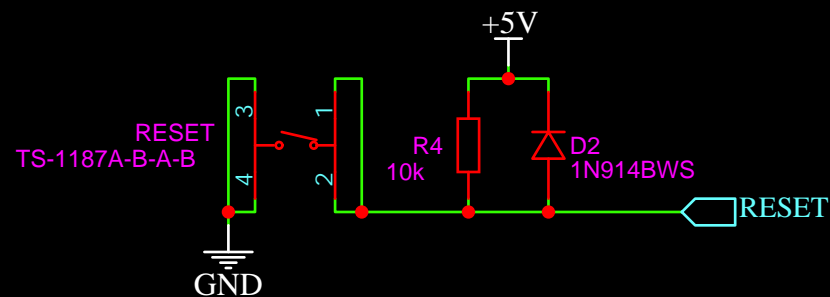 +5V
3
1
RESET
TS-1187A-B-A-B
R4
10k
D2
1N914BWS
4
2
RESET
GND